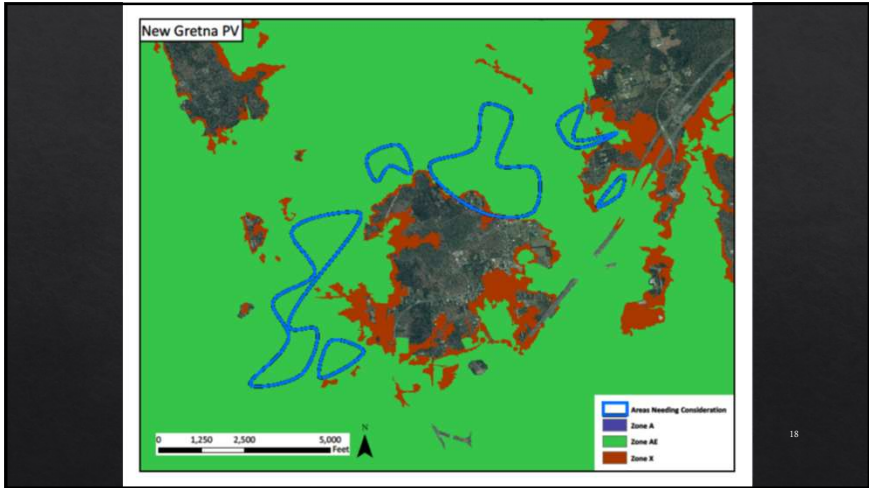 New Gretna PV
Areas Needing Consideration
Zone A
Zone AE
Zone X
N
0 1,250 2,500 5,000
Feet
18